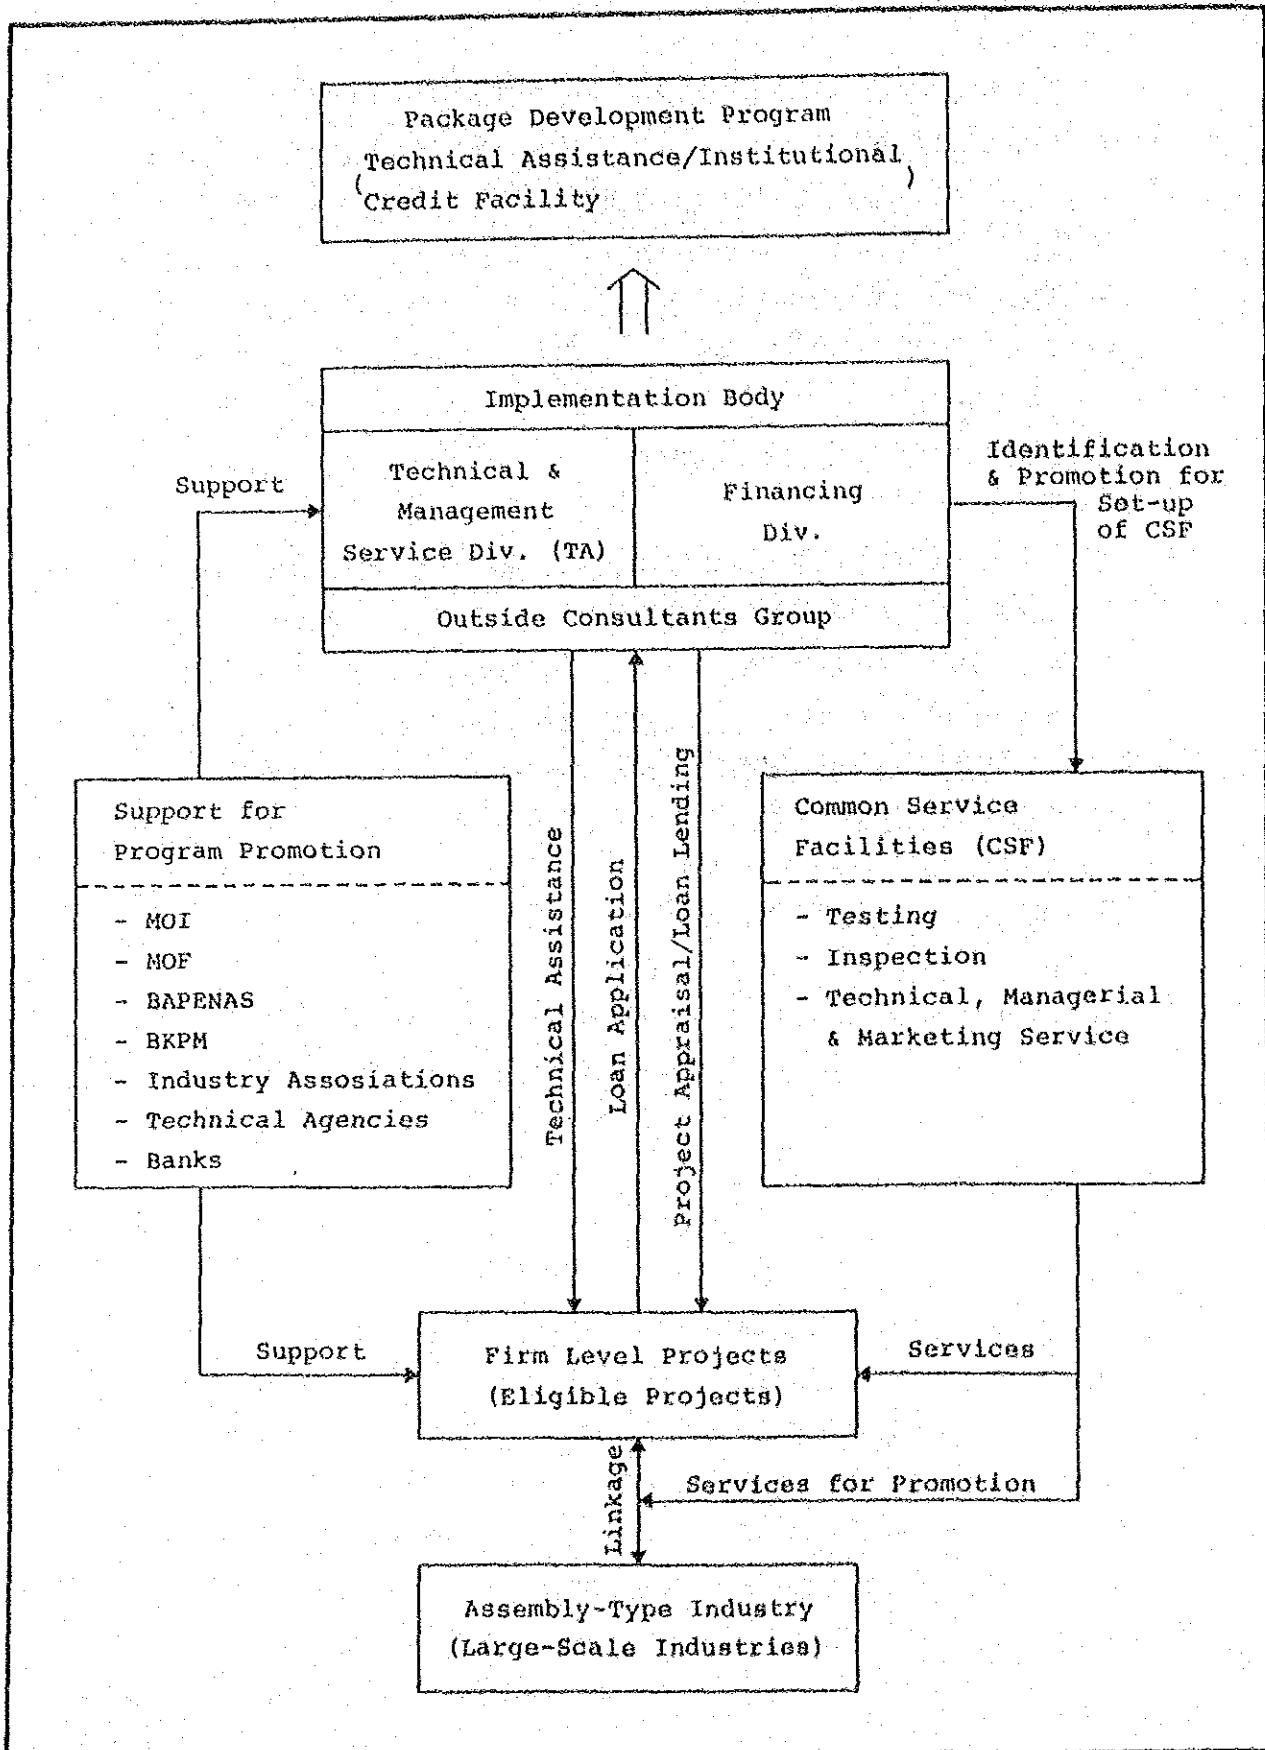 Package Development Program
(Technical Assistance/Institutional)
Credit Facility
Implementation Body
Technical &
Management
Service Div. (TA)
Financing
Div.
Outside Consultants Group
Support
Identification
& Promotion for
Set-up
of CSF
Support for
Program Promotion
- MOI
- MOF
- BAPENAS
- BKPM
- Industry Assosiations
- Technical Agencies
- Banks
Technical Assistance
Loan Application
Project Appraisal/Loan Lending
Common Service
Facilities (CSF)
- Testing
- Inspection
- Technical, Managerial
& Marketing Service
Support
Firm Level Projects
(Eligible Projects)
Services
Linkage
Services for Promotion
Assembly-Type Industry
(Large-Scale Industries)